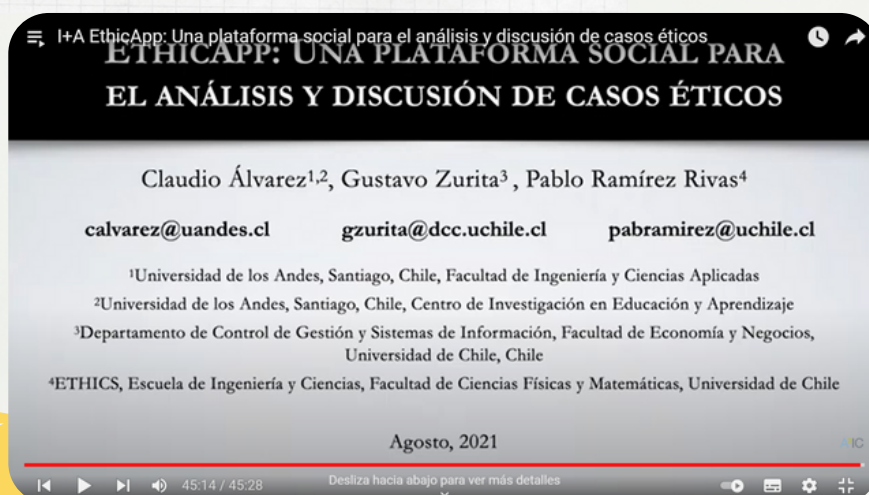 I+A EthicApp: Una plataforma social para el análisis y discusión de casos éticos
ETHICAPP: UNA PLATAFORMA SOCIAL PARA
EL ANÁLISIS Y DISCUSIÓN DE CASOS ÉTICOS
Claudio Álvarez1,2, Gustavo Zurita3 , Pablo Ramírez Rivas4
calvarez@uandes.cl gzurita@dcc.uchile.cl pabramirez@uchile.cl
1Universidad de los Andes, Santiago, Chile, Facultad de Ingeniería y Ciencias Aplicadas
2Universidad de los Andes, Santiago, Chile, Centro de Investigación en Educación y Aprendizaje
3Departamento de Control de Gestión y Sistemas de Información, Facultad de Economía y Negocios,
Universidad de Chile, Chile
4ETHICS, Escuela de Ingeniería y Ciencias, Facultad de Ciencias Físicas y Matemáticas, Universidad de Chile
Agosto, 2021
45:14 / 45:28
Desliza hacia abajo para ver más detalles